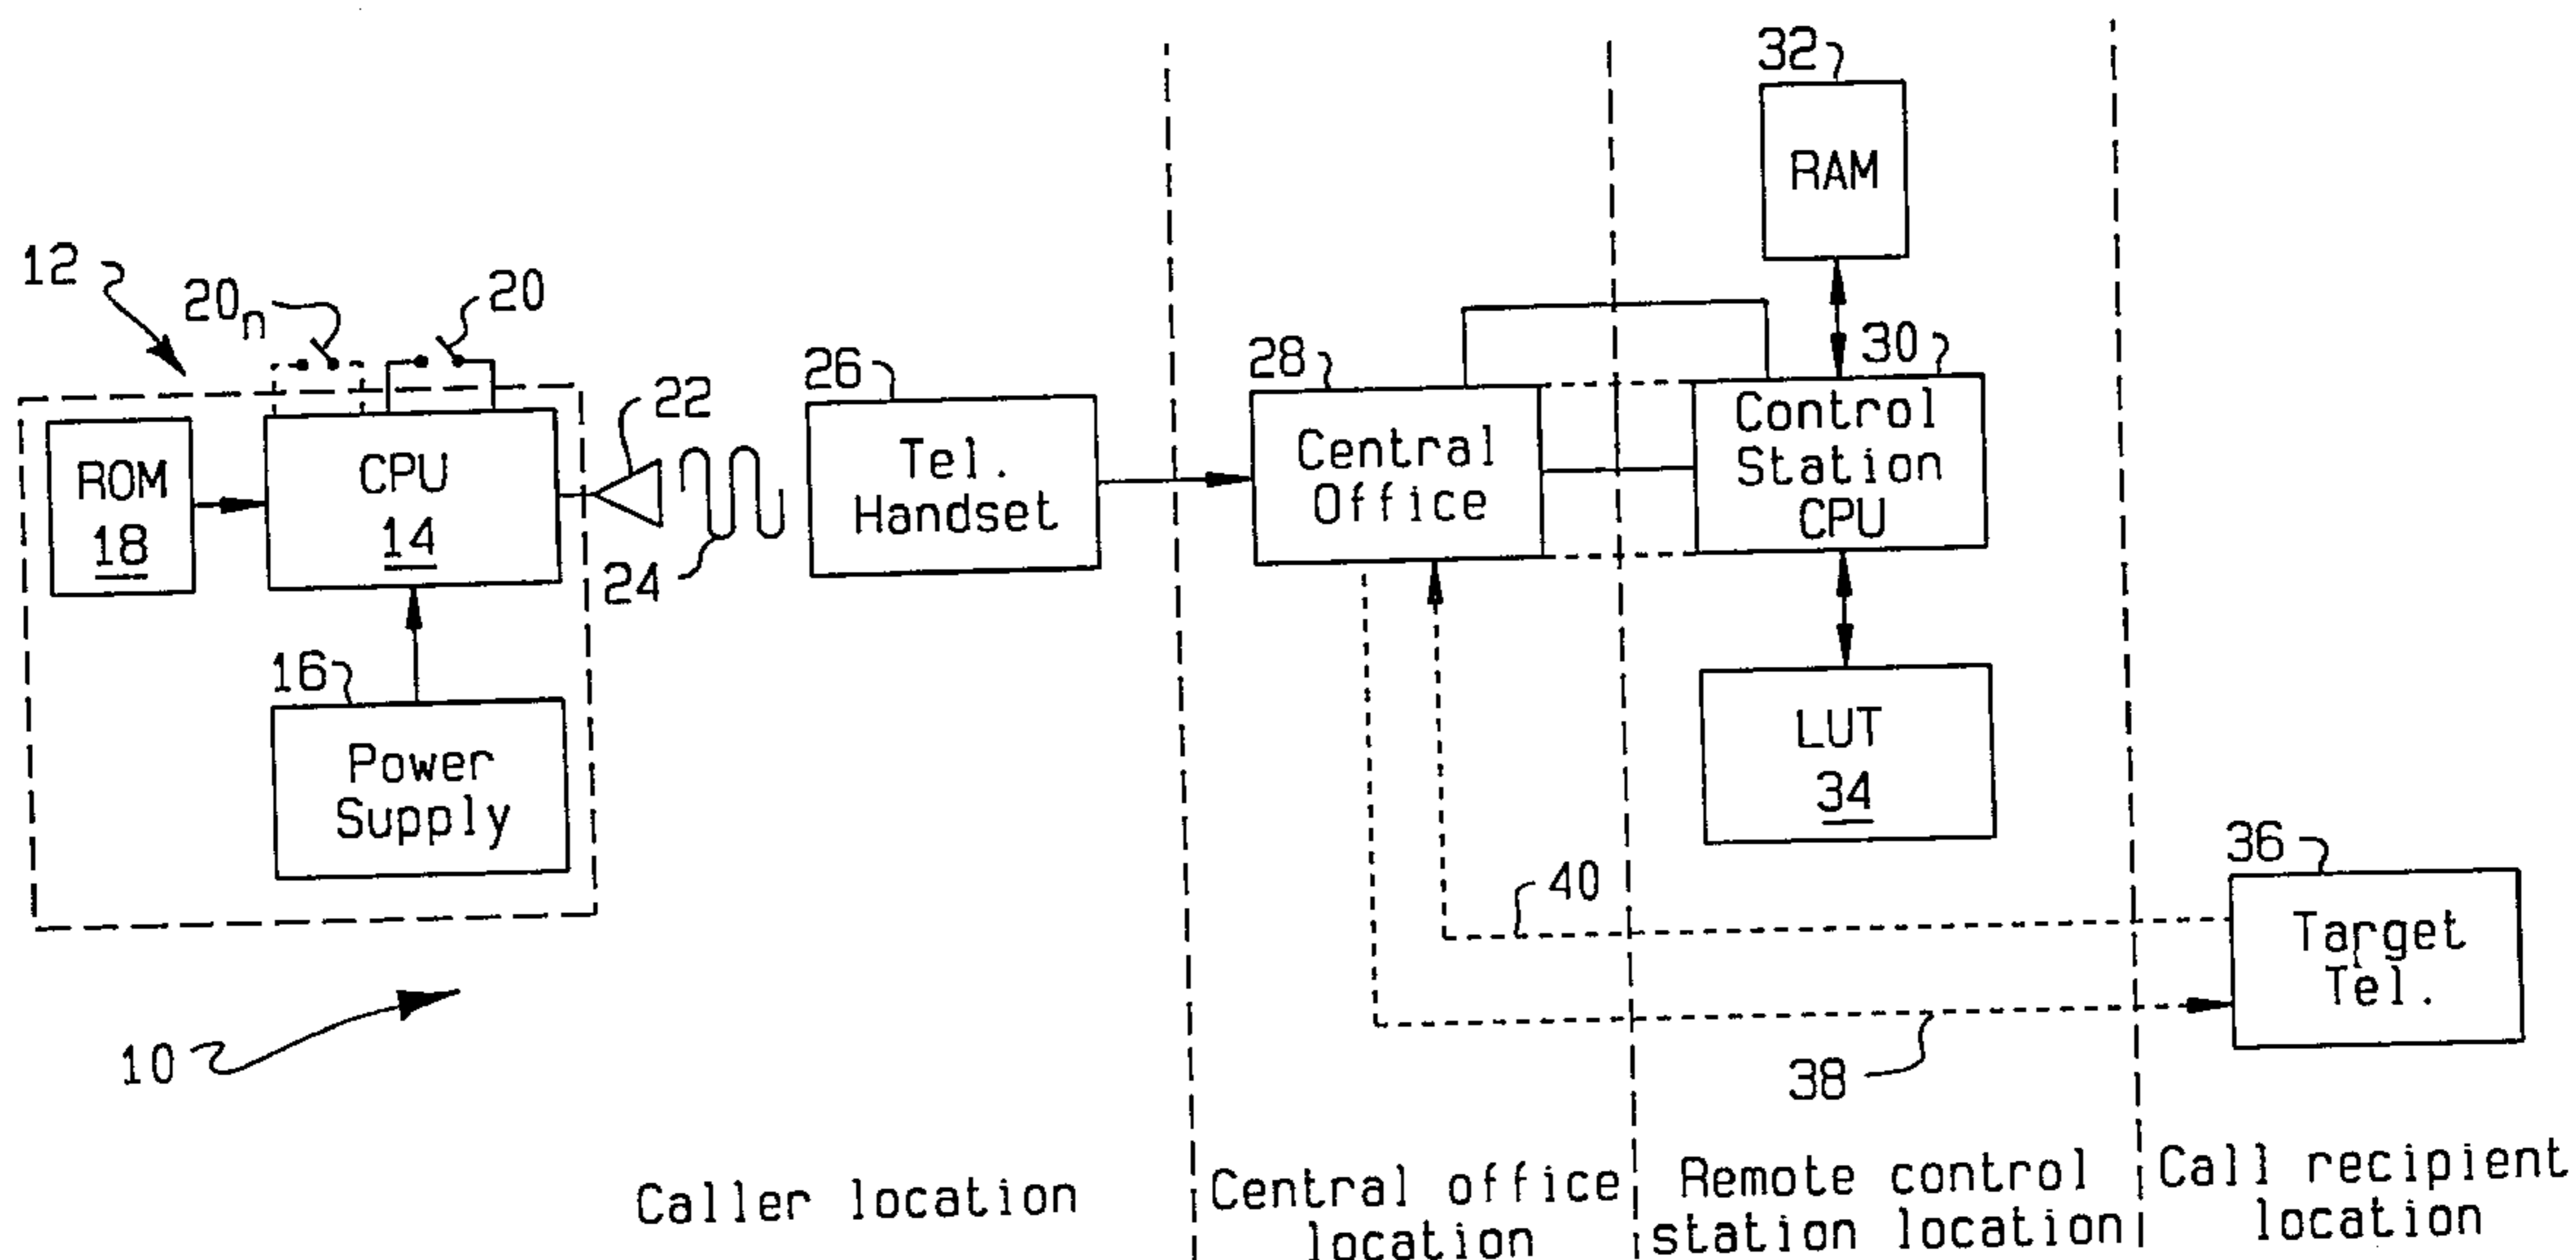 32
RAM
12
20n
20
30
28
26
22
Control
Station
CPU
Central
Office
Tel.
Handset
CPU
14
ROM
18
24
16
LUT
34
Power
Supply
36
40
Target
Tel.
10
38
Caller location
Central office
location
Remote control
station location
Call recipient
location